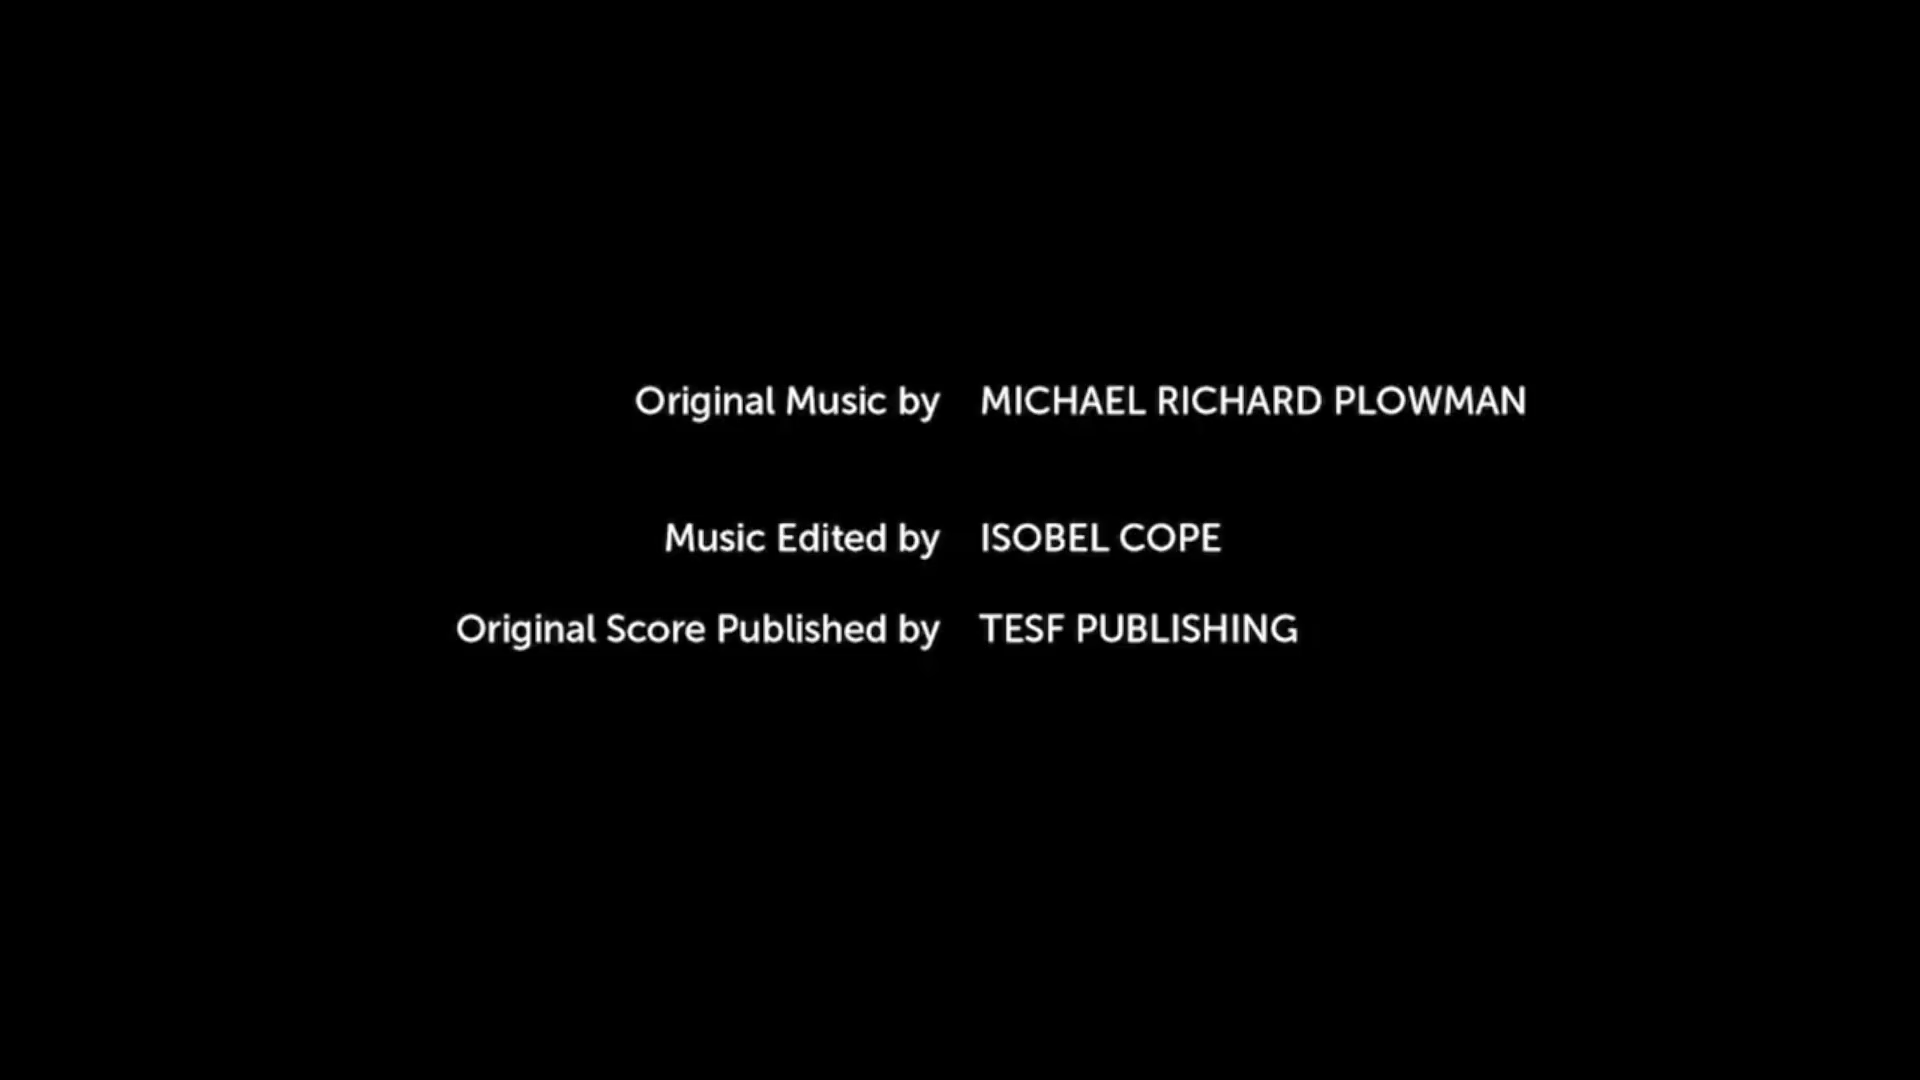 Original Music by MICHAEL RICHARD PLOWMAN
Music Edited by ISOBEL COPE
Original Score Published by TESF PUBLISHING